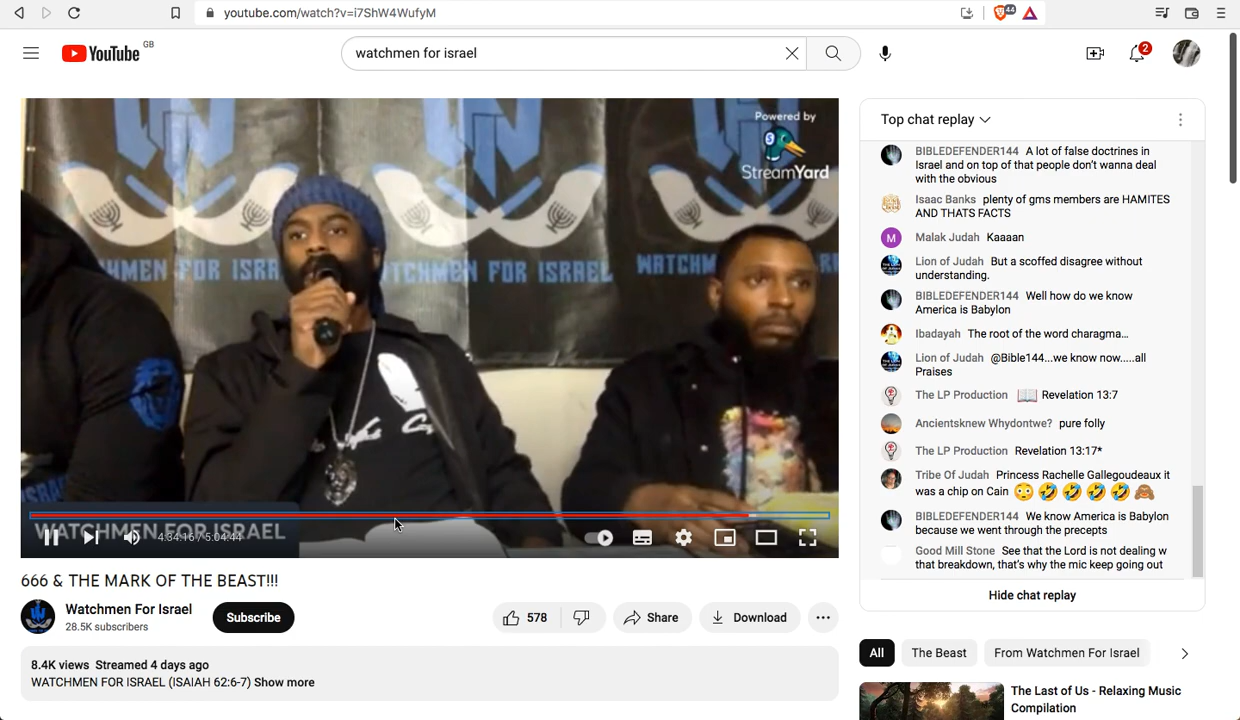 youtube.com/watch?v=i7ShW4WufyM
44
YouTube GB
watchmen for israel
2
Powered by
StreamYard
WATCHMEN FOR ISRAEL
WATCHMEN.FOR.ISRAEL
4:34:16 / 5:04:44
666 & THE MARK OF THE BEAST!!!
Watchmen For Israel
28.5K subscribers
Subscribe
578
Share
Download
8.4K views Streamed 4 days ago
WATCHMEN FOR ISRAEL (ISAIAH 62:6-7) Show more
Top chat replay
BIBLEDEFENDER144 A lot of false doctrines in
Israel and on top of that people don't wanna deal
with the obvious
Isaac Banks plenty of gms members are HAMITES
AND THATS FACTS
M
Malak Judah Kaaaan
Lion of Judah But a scoffed disagree without
understanding.
BIBLEDEFENDER144 Well how do we know
America is Babylon
Ibadayah The root of the word charagma...
Lion of Judah @Bible144...we know now.....all
Praises
The LP Production 📖 Revelation 13:7
Ancientsknew Whydontwe? pure folly
The LP Production Revelation 13:17*
Tribe Of Judah Princess Rachelle Gallegoudeaux it
was a chip on Cain 😳 🤣 🤣 🤣 🤣 🙈
BIBLEDEFENDER144 We know America is Babylon
because we went through the precepts
Good Mill Stone See that the Lord is not dealing w
that breakdown, that's why the mic keep going out
Hide chat replay
All
The Beast
From Watchmen For Israel
The Last of Us - Relaxing Music
Compilation